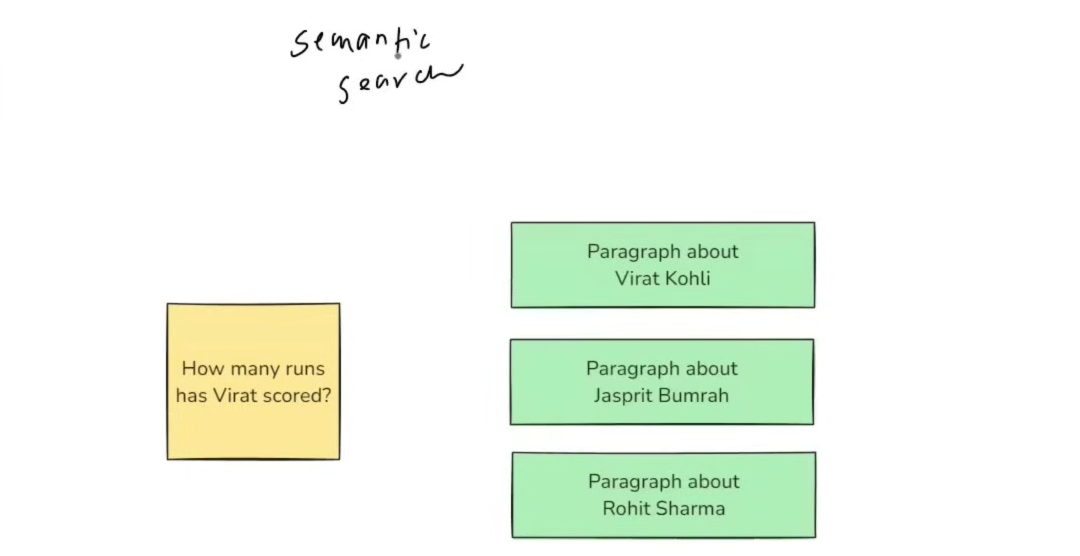 semantic
search
Paragraph about
Virat Kohli
How many runs
has Virat scored?
Paragraph about
Jasprit Bumrah
Paragraph about
Rohit Sharma